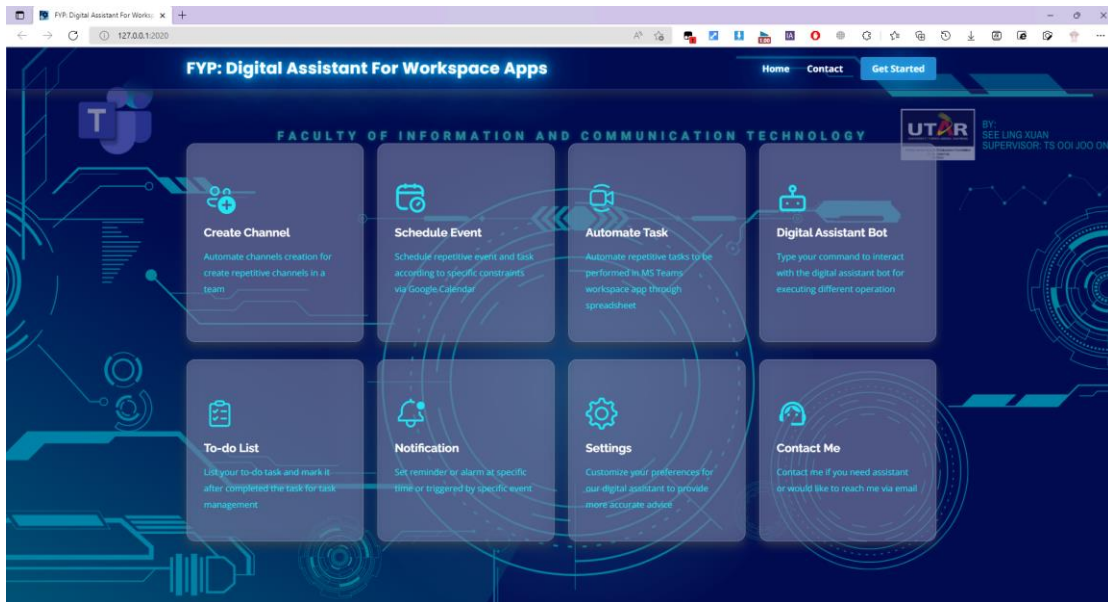 FYP: Digital Assistant For Worksp
127.0.0.1:2020
FYP: Digital Assistant For Workspace Apps
Home
Contact
Get Started
T
FACULTY OF INFORMATION AND COMMUNICATION TECHNOLOGY
UTAR
BY:
SEE LING XUAN
SUPERVISOR: TS OOI JOO ON
Create Channel
Automate channels creation for
create repetitive channels in a
team
Schedule Event
Schedule repetitive event and task
according to specific constraints
via Google Calendar
Automate Task
Automate repetitive tasks to be
performed in MS Teams
workspace app through
spreadsheet
Digital Assistant Bot
Type your command to interact
with the digital assistant bot for
executing different operation
To-do List
List your to-do task and mark it
after completed the task for task
management
Notification
Set reminder or alarm at specific
time or triggered by specific event
Settings
Customize your preferences for
our digital assistant to provide
more accurate advice
Contact Me
Contact me if you need assistant
or would like to reach me via email